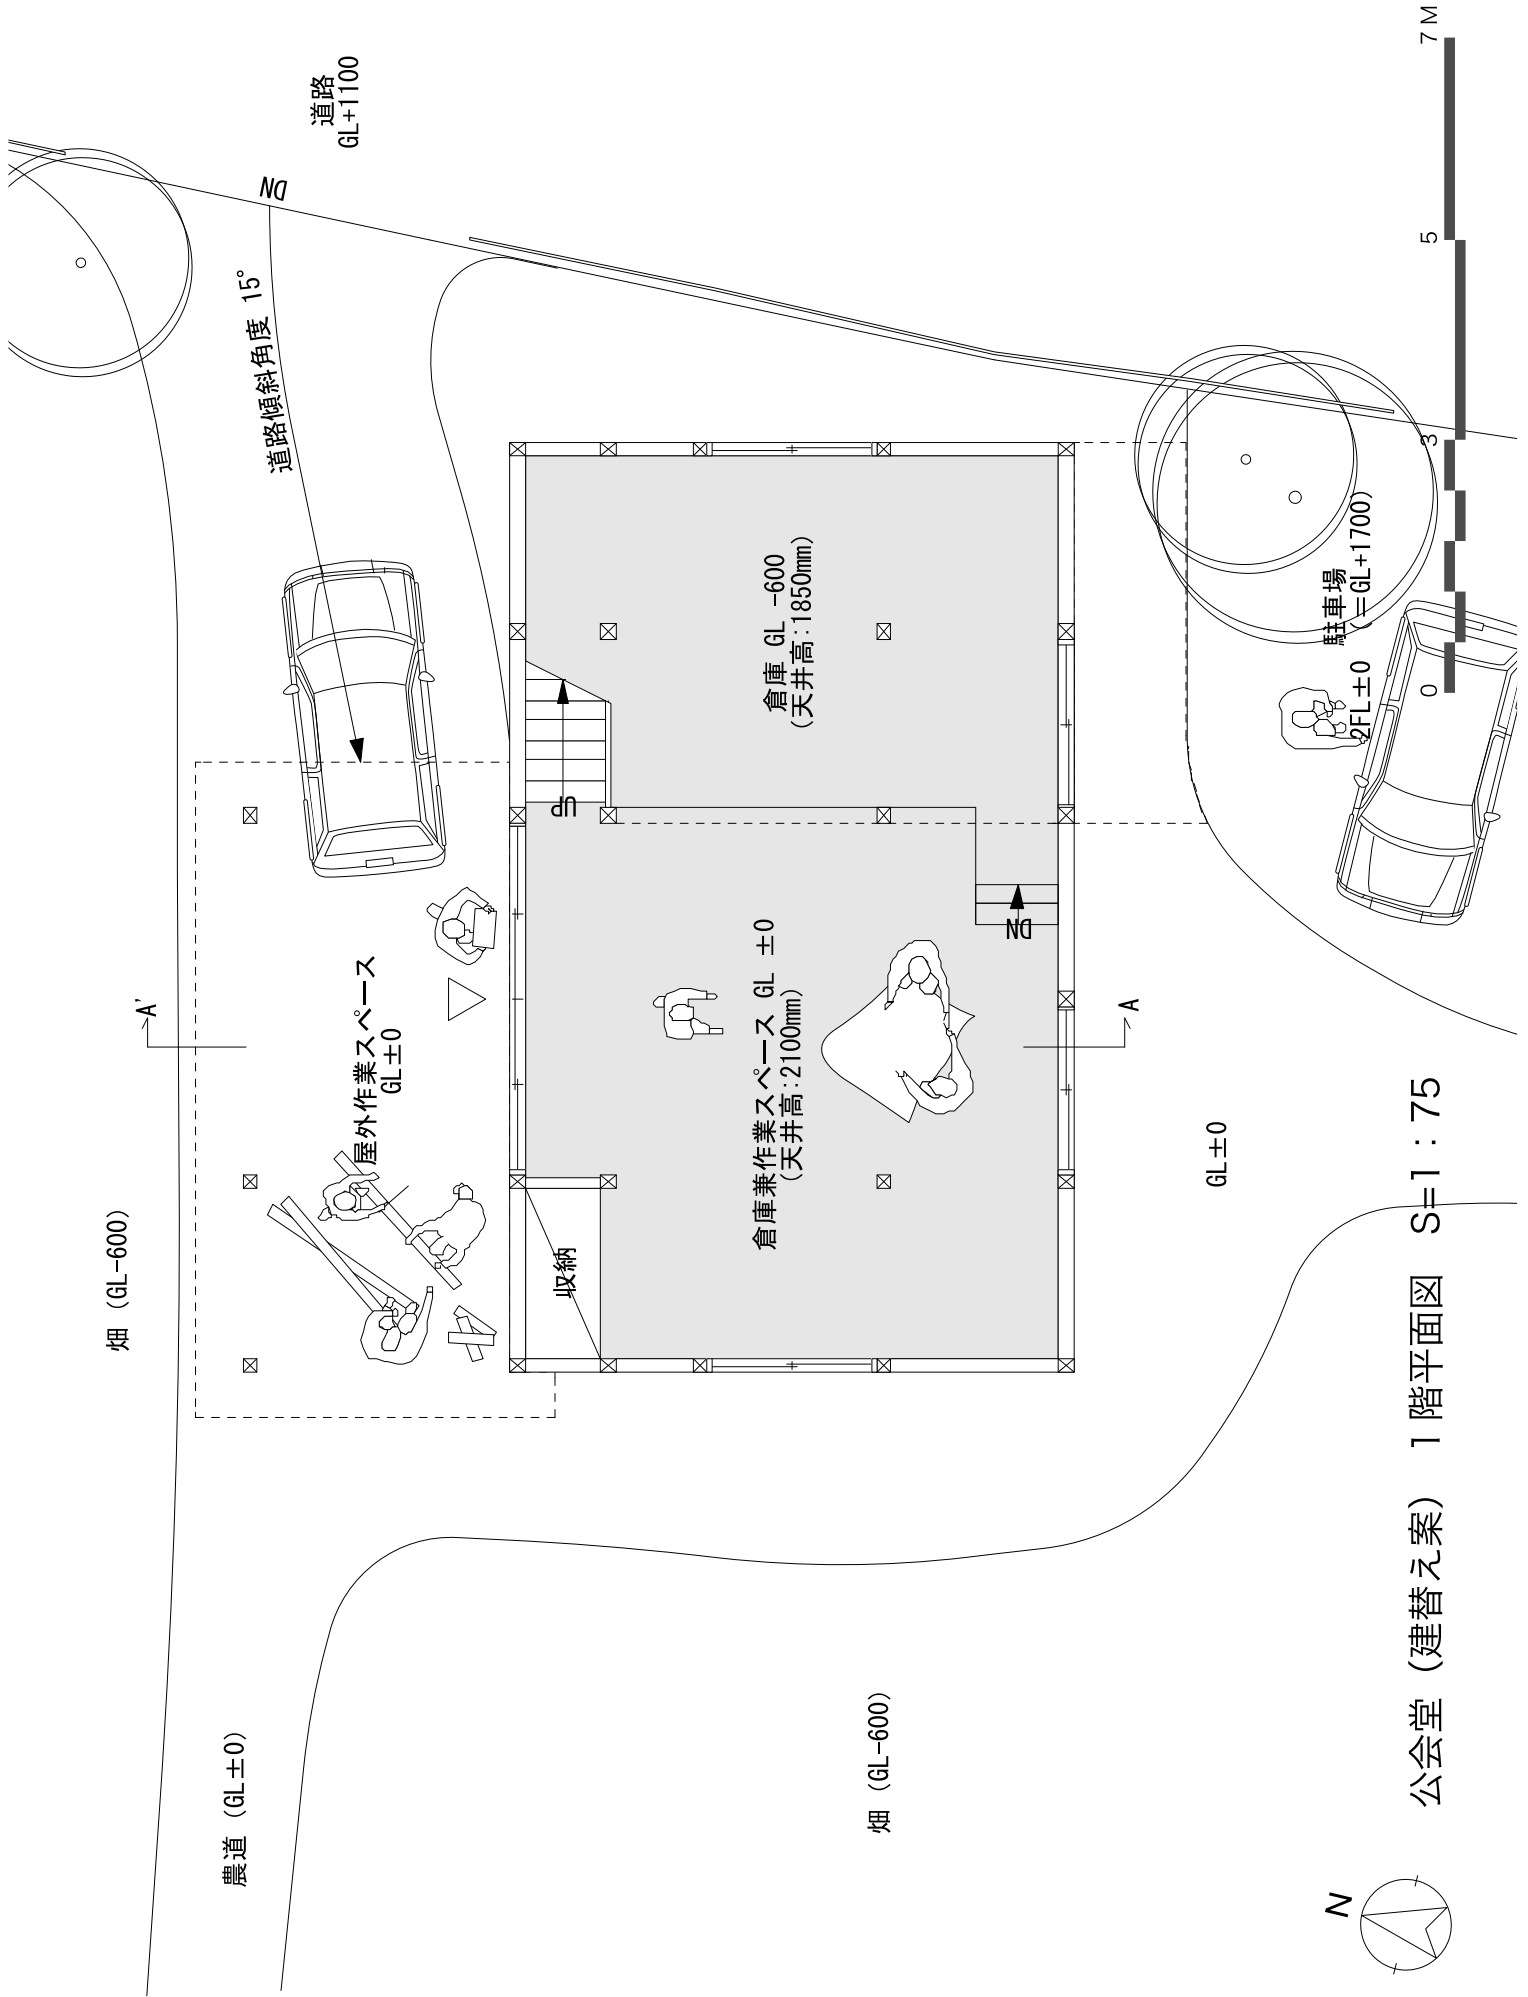 道路
GL+1100
DN
道路傾斜角度 15°
A'
屋外作業スペース
GL±0
畑 (GL-600)
農道 (GL±0)
UP
収納
倉庫 GL -600
(天井高:1850mm)
倉庫兼作業スペース GL ±0
(天井高:2100mm)
DN
A
畑 (GL-600)
GL±0
駐車場
2FL±0 (=GL+1700)
公会堂 (建替え案) 1階平面図 S=1:75
0
3
5
7M
N